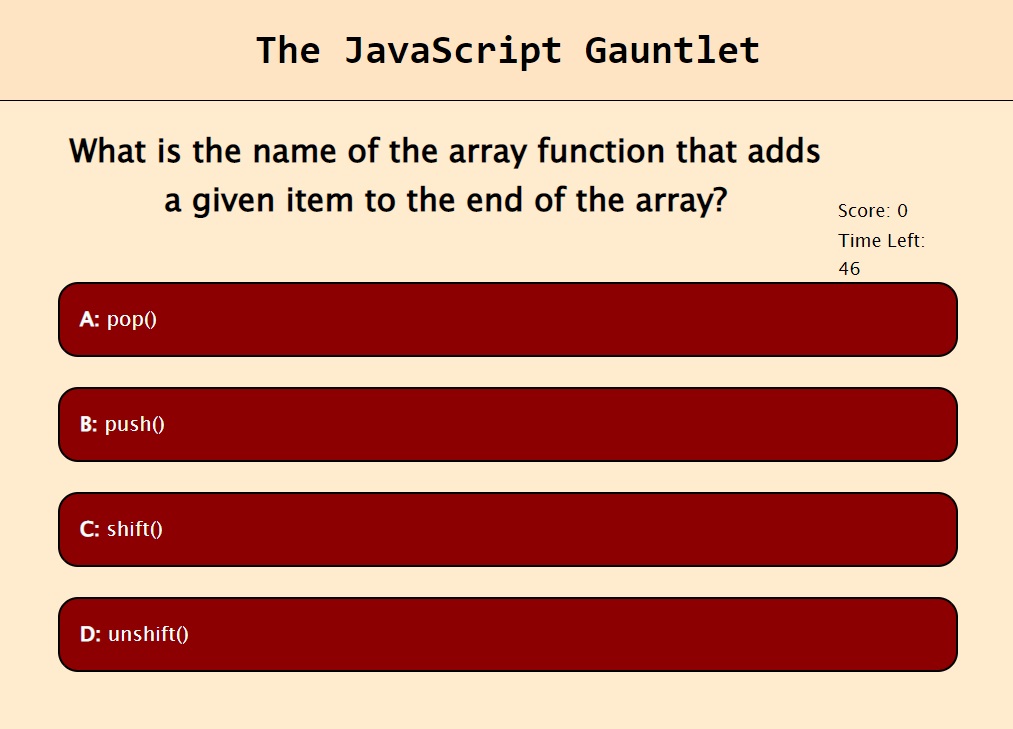 The JavaScript Gauntlet
What is the name of the array function that adds
a given item to the end of the array?
Score: 0
Time Left:
46
A: pop()
B: push()
C: shift()
D: unshift()